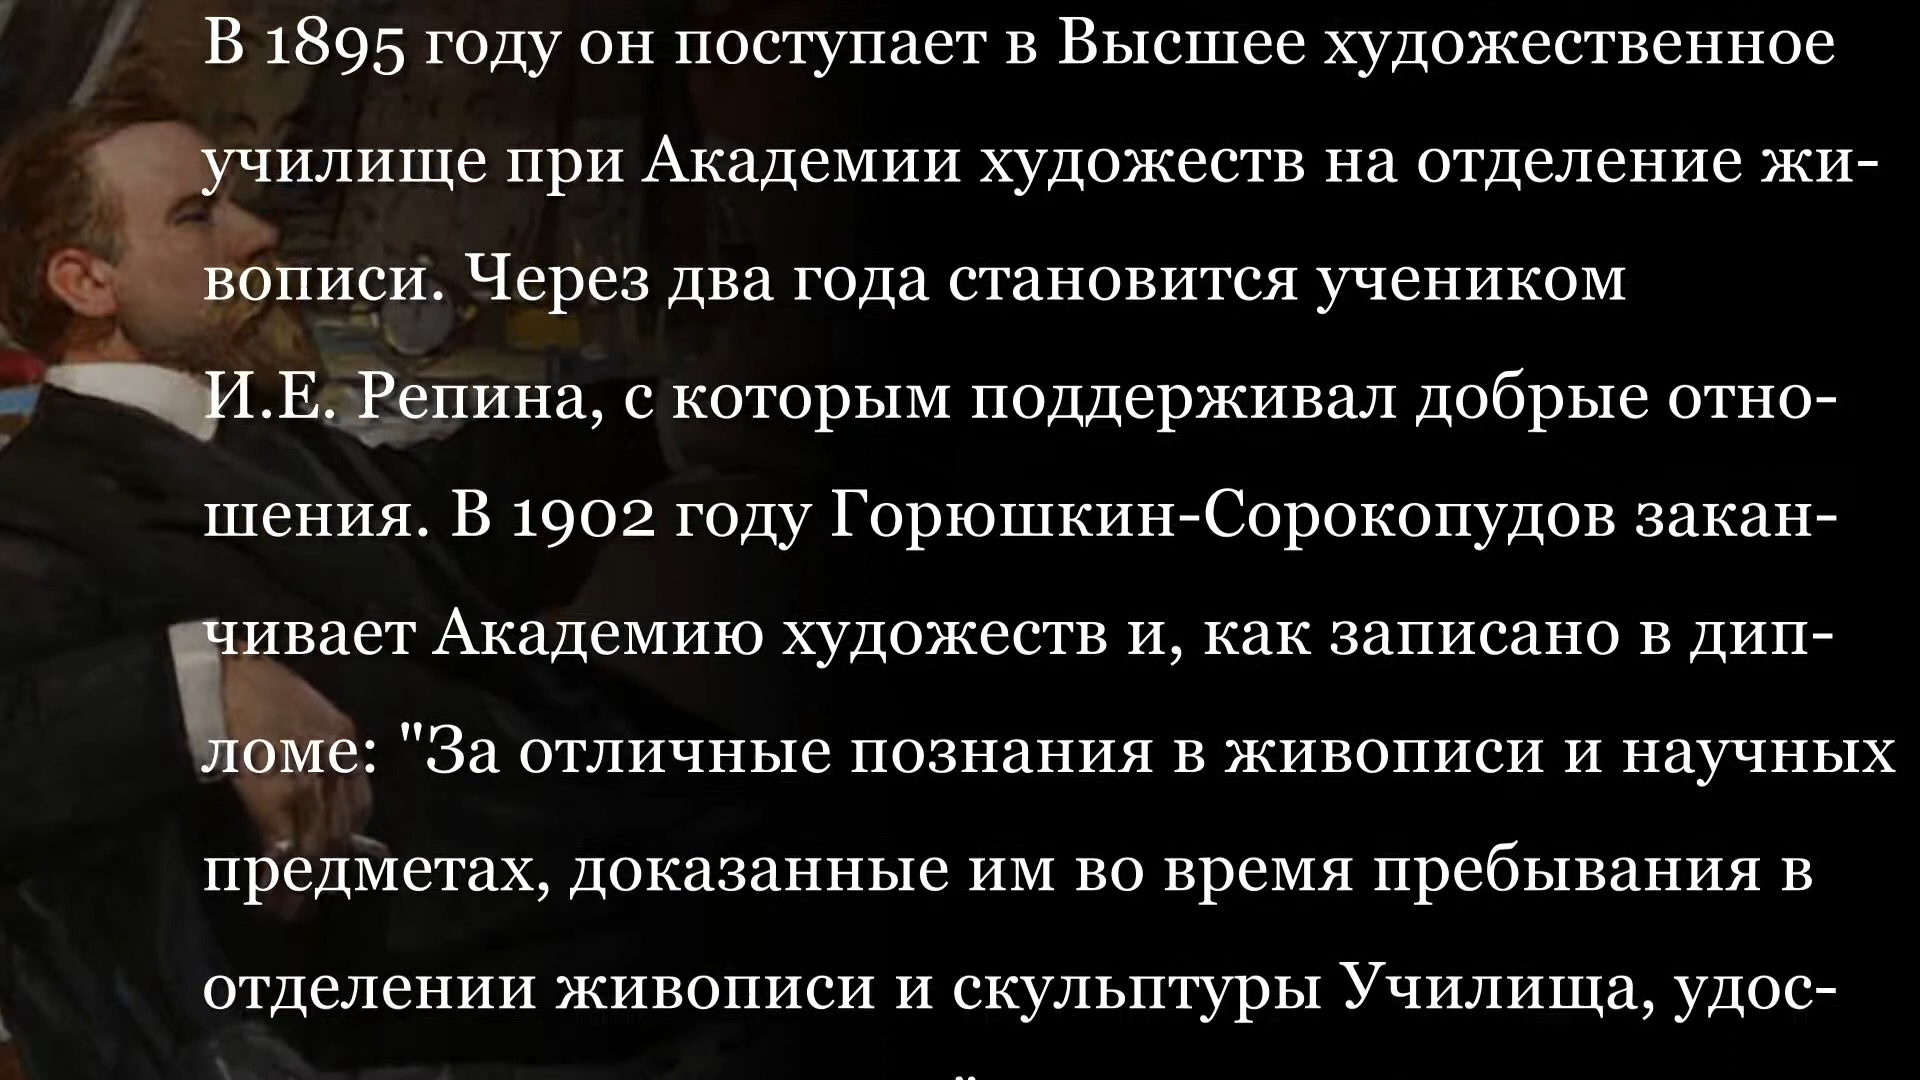 В 1895 году он поступает в Высшее художественное
училище при Академии художеств на отделение жи-
вописи. Через два года становится учеником
И.Е. Репина, с которым поддерживал добрые отно-
шения. В 1902 году Горюшкин-Сорокопудов закан-
чивает Академию художеств и, как записано в дип-
ломе: "За отличные познания в живописи и научных
предметах, доказанные им во время пребывания в
отделении живописи и скульптуры Училища, удос-